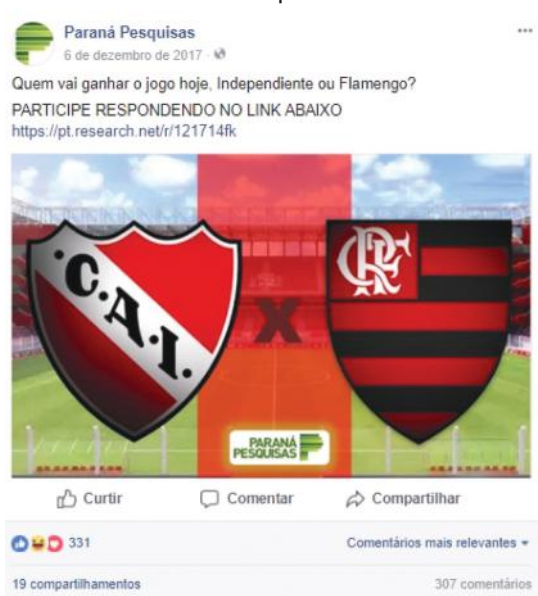 Paraná Pesquisas
6 de dezembro de 2017
Quem vai ganhar o jogo hoje, Independiente ou Flamengo?
PARTICIPE RESPONDENDO NO LINK ABAIXO
https://pt.research.net/r/121714fk
C.A.I.
X
CRF
PARANÁ
PESQUISAS
Curtir Comentar Compartilhar
331 Comentários mais relevantes
19 compartilhamentos 307 comentários